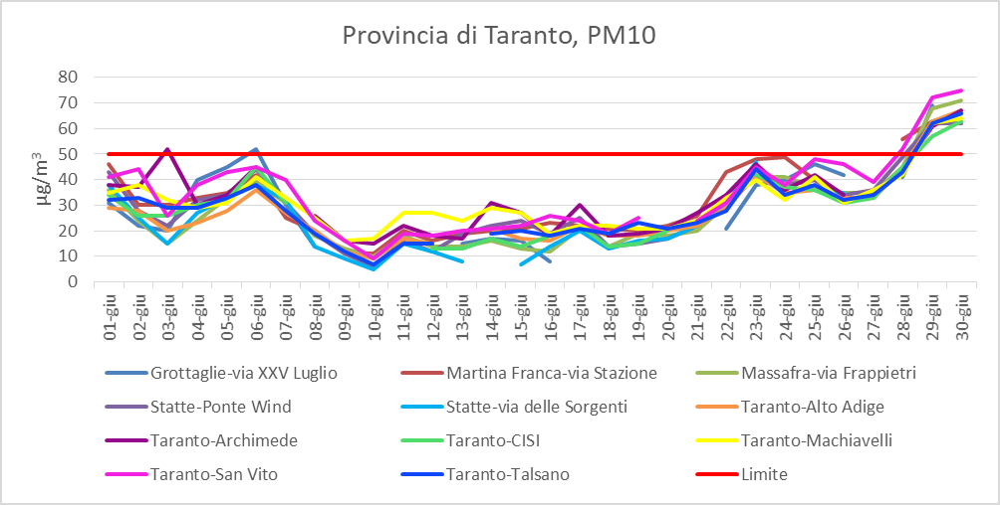 Provincia di Taranto, PM10
µg/m³
80
70
60
50
40
30
20
10
0
01-giu 02-giu 03-giu 04-giu 05-giu 06-giu 07-giu 08-giu 09-giu 10-giu 11-giu 12-giu 13-giu 14-giu 15-giu 16-giu 17-giu 18-giu 19-giu 20-giu 21-giu 22-giu 23-giu 24-giu 25-giu 26-giu 27-giu 28-giu 29-giu 30-giu
Grottaglie-via XXV Luglio Martina Franca-via Stazione Massafra-via Frappietri
Statte-Ponte Wind Statte-via delle Sorgenti Taranto-Alto Adige
Taranto-Archimede Taranto-CISI Taranto-Machiavelli
Taranto-San Vito Taranto-Talsano Limite